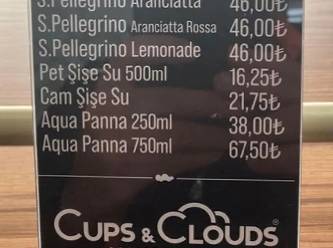 S.Pellegrino Aranciatta 46,00₺
S.Pellegrino Aranciatta Rossa 46,00₺
S.Pellegrino Lemonade 46,00₺
Pet Şişe Su 500ml 16,25₺
Cam Şişe Su 21,75₺
Aqua Panna 250ml 38,00₺
Aqua Panna 750ml 67,50₺
CUPS & CLOUDS®